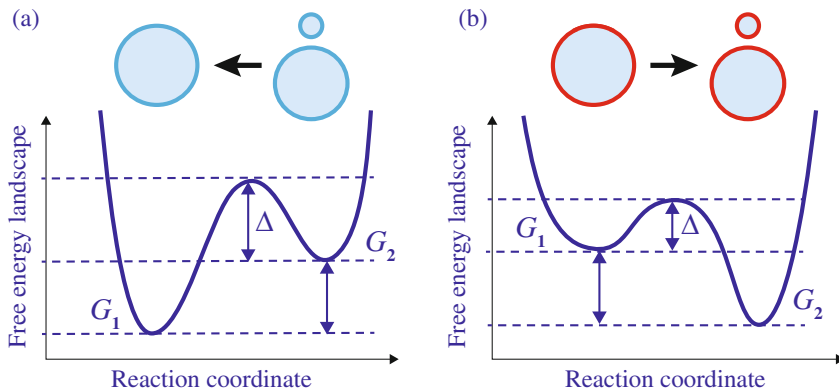 (a)
Free energy landscape
G1
Δ
G2
Reaction coordinate
(b)
Free energy landscape
G1
Δ
G2
Reaction coordinate